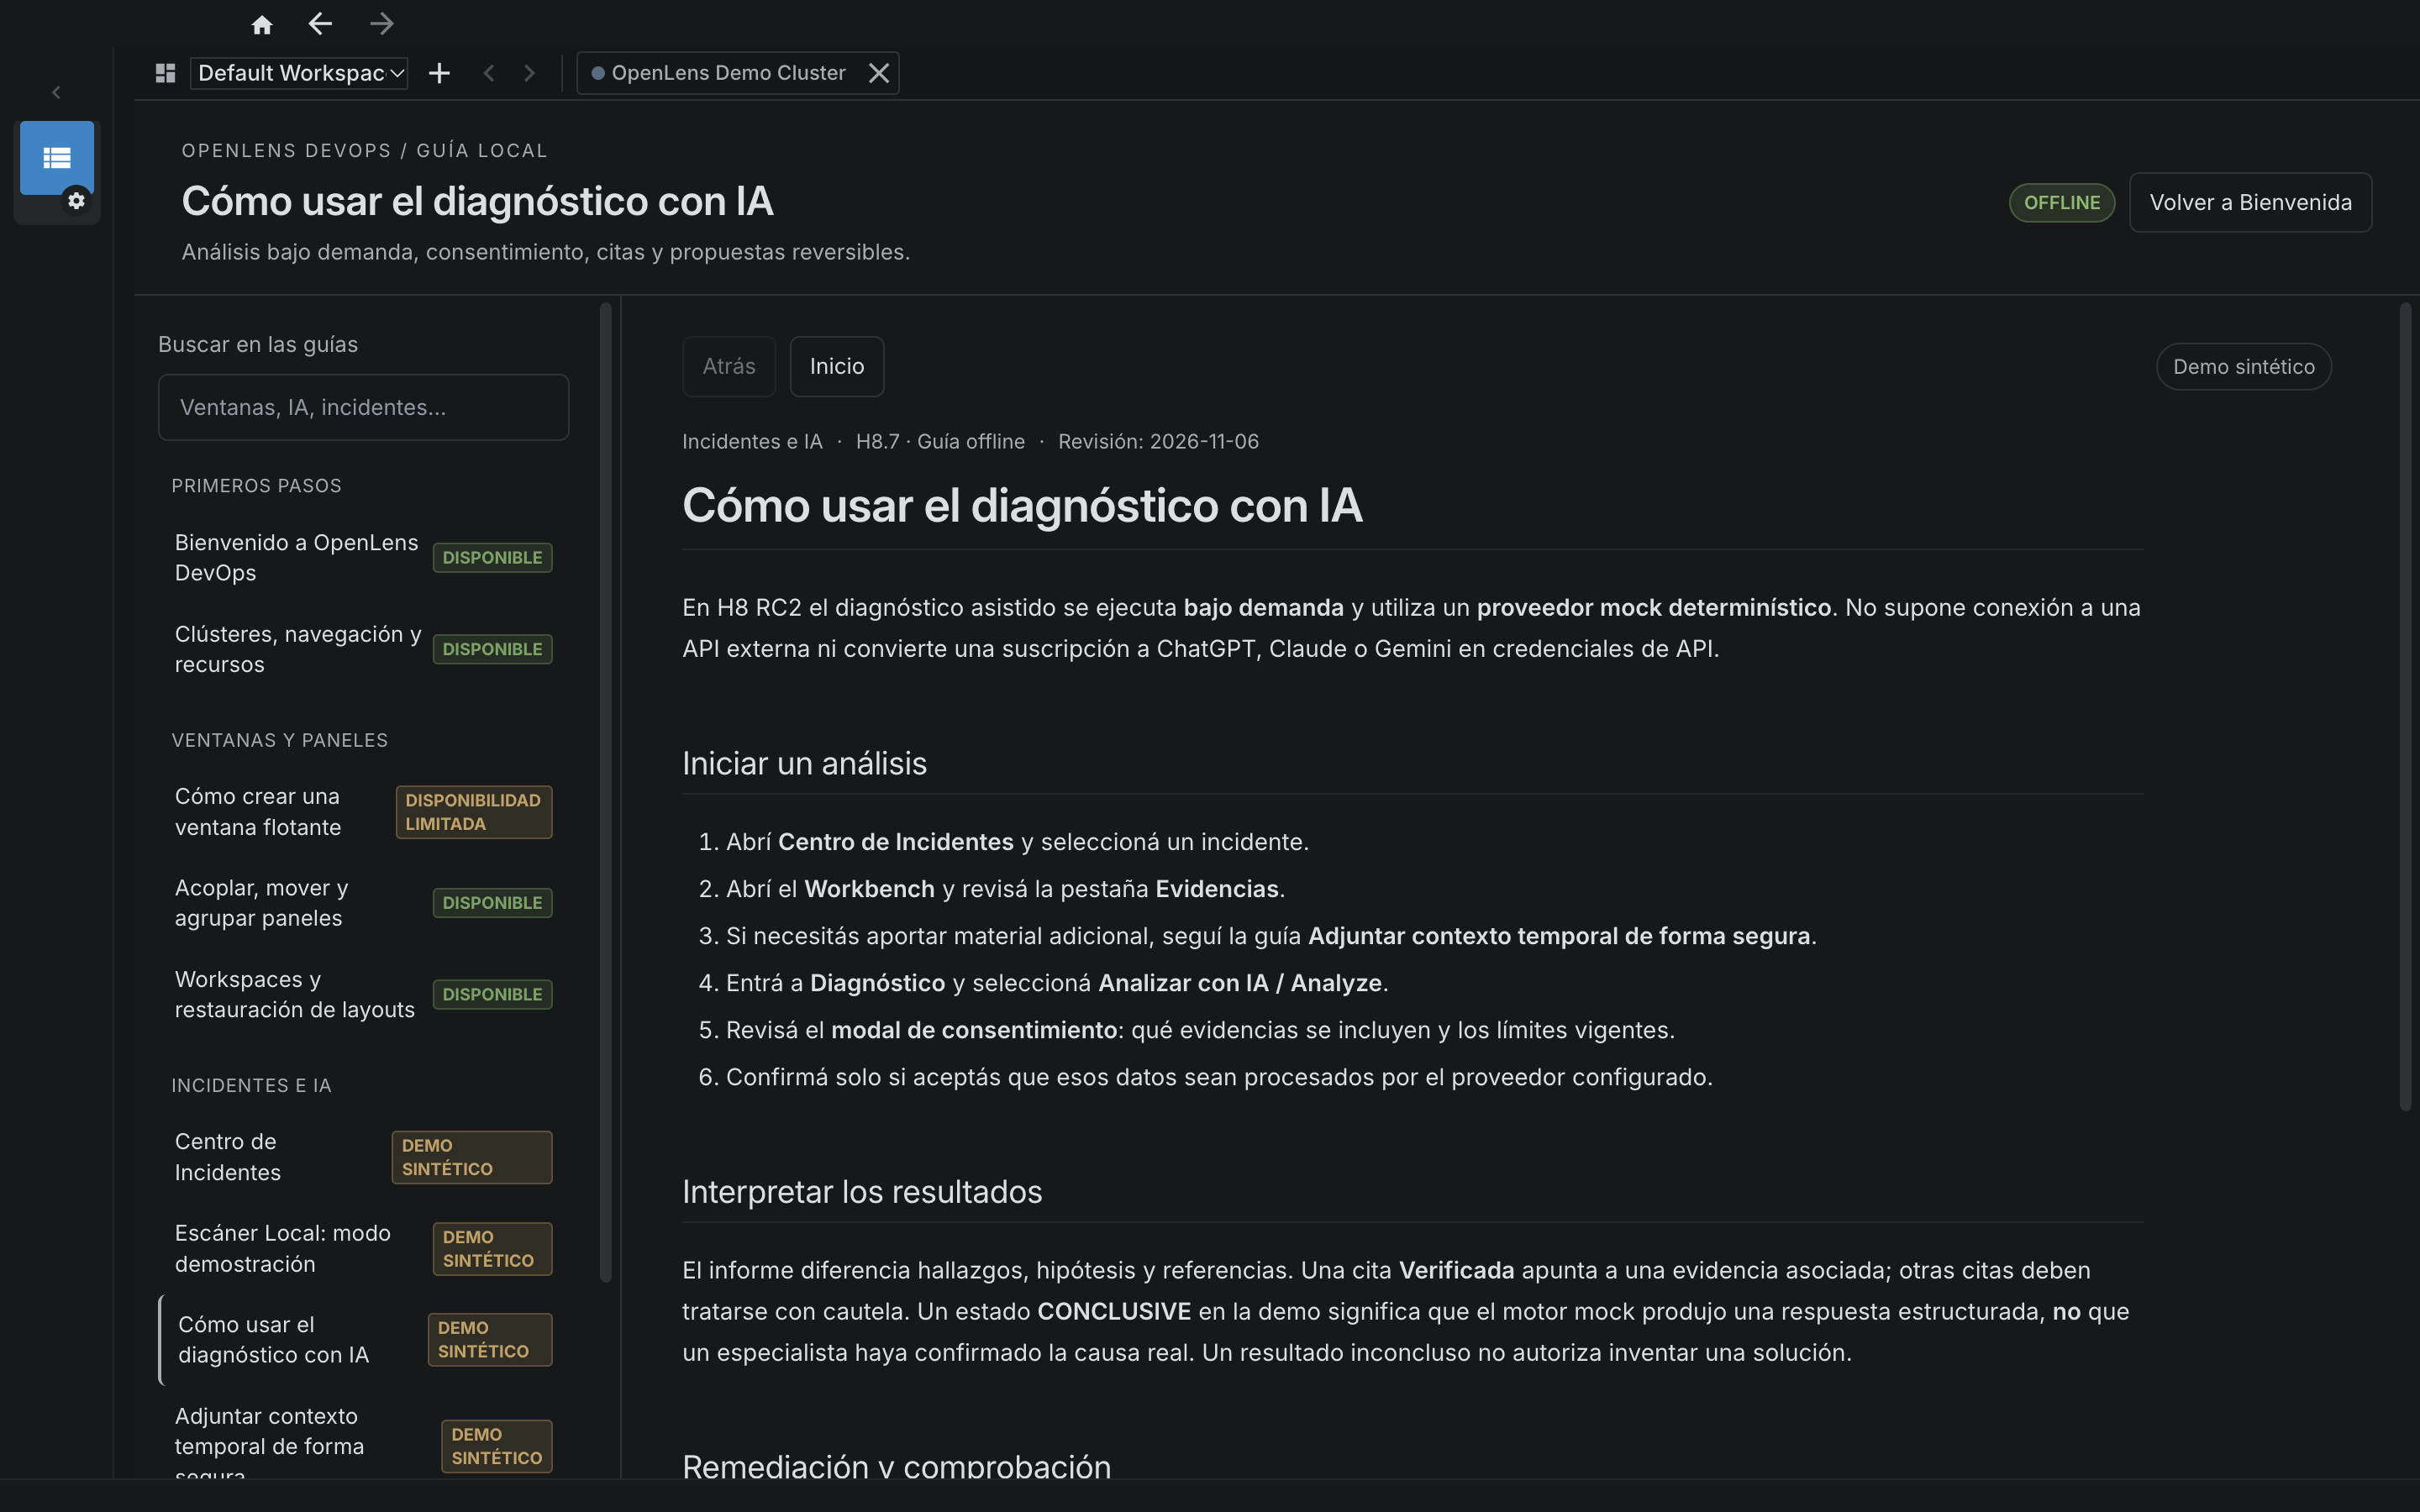 Default Workspac
OpenLens Demo Cluster
OPENLENS DEVOPS / GUÍA LOCAL
Cómo usar el diagnóstico con IA
Análisis bajo demanda, consentimiento, citas y propuestas reversibles.
OFFLINE
Volver a Bienvenida
Buscar en las guías
Ventanas, IA, incidentes...
PRIMEROS PASOS
Bienvenido a OpenLens
DevOps
DISPONIBLE
Clústeres, navegación y
recursos
DISPONIBLE
VENTANAS Y PANELES
Cómo crear una
ventana flotante
DISPONIBILIDAD
LIMITADA
Acoplar, mover y
agrupar paneles
DISPONIBLE
Workspaces y
restauración de layouts
DISPONIBLE
INCIDENTES E IA
Centro de
Incidentes
DEMO
SINTÉTICO
Escáner Local: modo
demostración
DEMO
SINTÉTICO
Cómo usar el
diagnóstico con IA
DEMO
SINTÉTICO
Adjuntar contexto
temporal de forma
segura
DEMO
SINTÉTICO
Atrás
Inicio
Demo sintético
Incidentes e IA · H8.7 · Guía offline · Revisión: 2026-11-06
Cómo usar el diagnóstico con IA
En H8 RC2 el diagnóstico asistido se ejecuta bajo demanda y utiliza un proveedor mock determinístico. No supone conexión a una
API externa ni convierte una suscripción a ChatGPT, Claude o Gemini en credenciales de API.
Iniciar un análisis
1. Abrí Centro de Incidentes y seleccioná un incidente.
2. Abrí el Workbench y revisá la pestaña Evidencias.
3. Si necesitás aportar material adicional, seguí la guía Adjuntar contexto temporal de forma segura.
4. Entrá a Diagnóstico y seleccioná Analizar con IA / Analyze.
5. Revisá el modal de consentimiento: qué evidencias se incluyen y los límites vigentes.
6. Confirmá solo si aceptás que esos datos sean procesados por el proveedor configurado.
Interpretar los resultados
El informe diferencia hallazgos, hipótesis y referencias. Una cita Verificada apunta a una evidencia asociada; otras citas deben
tratarse con cautela. Un estado CONCLUSIVE en la demo significa que el motor mock produjo una respuesta estructurada, no que
un especialista haya confirmado la causa real. Un resultado inconcluso no autoriza inventar una solución.
Remediación y comprobación